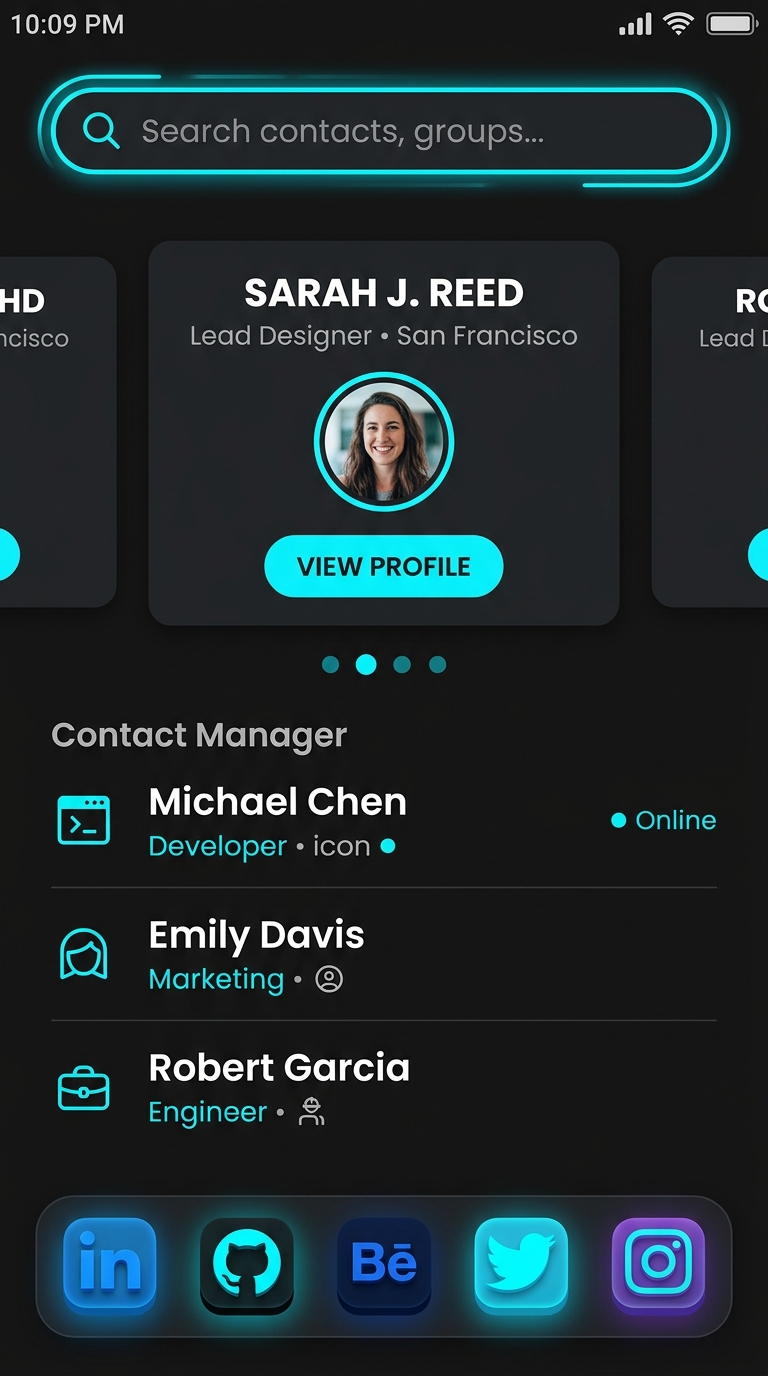 10:09 PM
Search contacts, groups...
HD
ncisco
SARAH J. REED
Lead Designer • San Francisco
VIEW PROFILE
RO
Lead D
Contact Manager
Michael Chen
Developer • icon
Online
Emily Davis
Marketing •
Robert Garcia
Engineer •
in
Bē